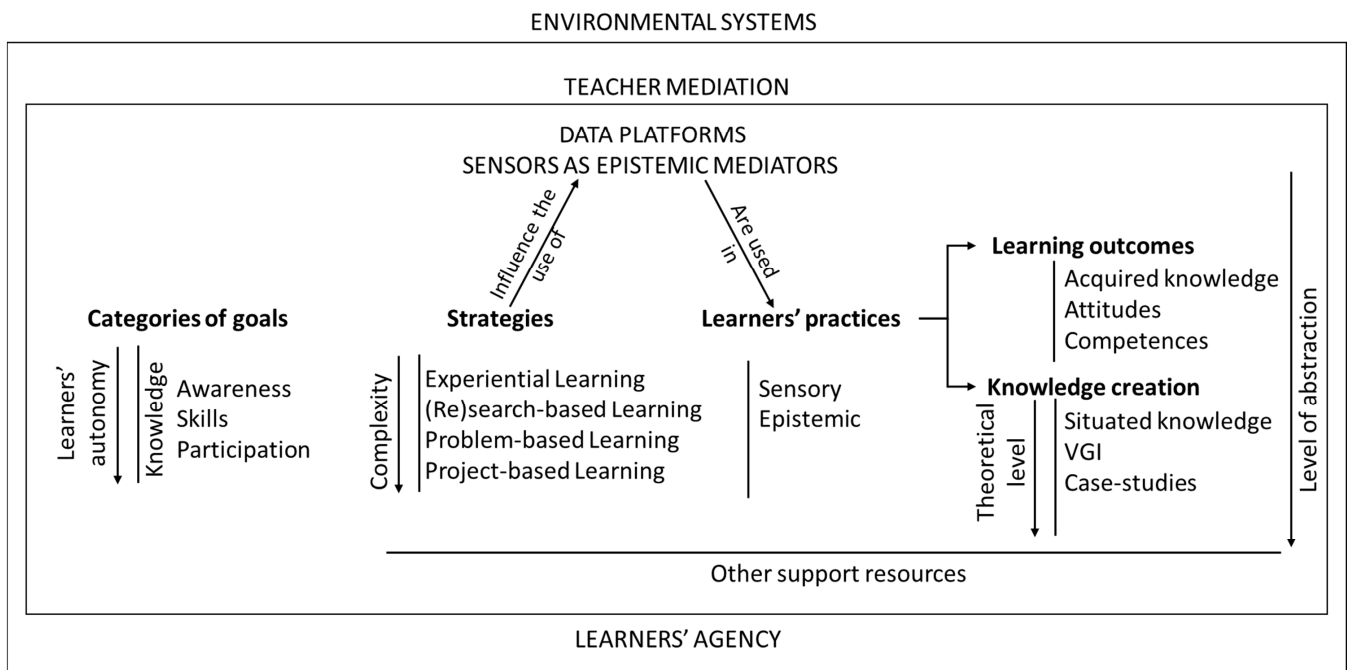 ENVIRONMENTAL SYSTEMS
TEACHER MEDIATION
DATA PLATFORMS
SENSORS AS EPISTEMIC MEDIATORS
Influence the
use of
Are used
in
Categories of goals
Learners’
autonomy
Knowledge
Awareness
Skills
Participation
Strategies
Complexity
Experiential Learning
(Re)search-based Learning
Problem-based Learning
Project-based Learning
Learners’ practices
Sensory
Epistemic
Learning outcomes
Acquired knowledge
Attitudes
Competences
Knowledge creation
Theoretical
level
Situated knowledge
VGI
Case-studies
Level of abstraction
Other support resources
LEARNERS’ AGENCY